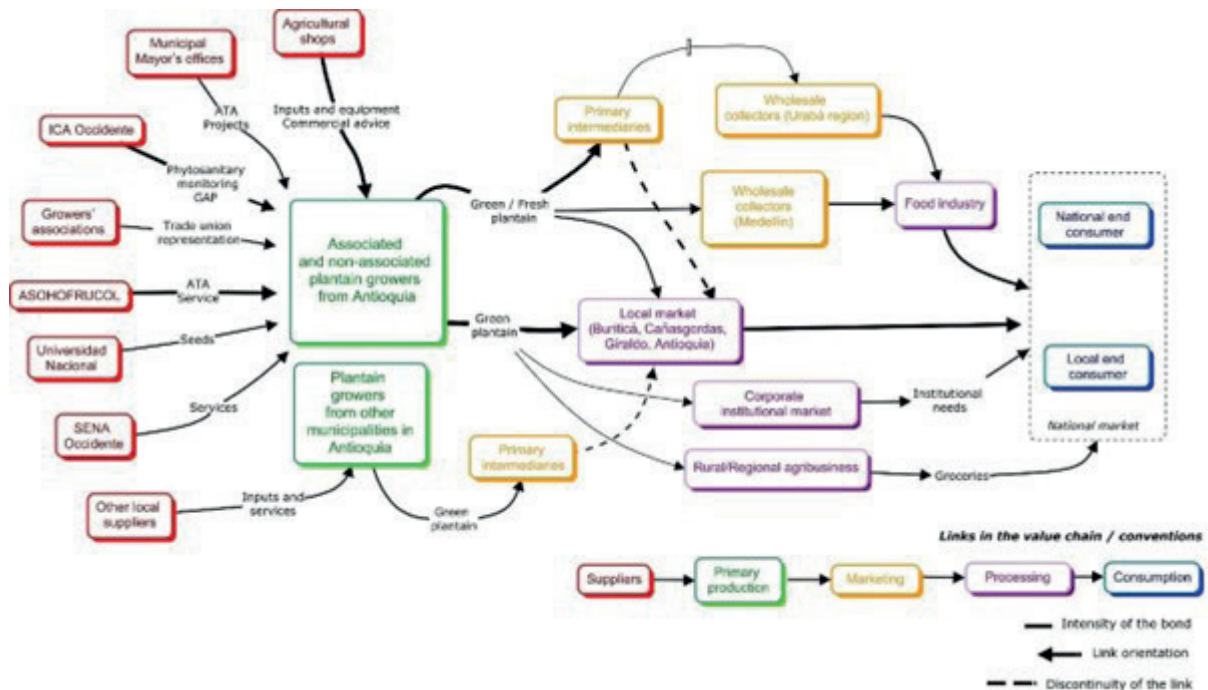 Agricultural
shops
Municipal
Mayor's offices
ATA
Projects
Inputs and equipment
Commercial advice
ICA Occidente
Phytosanitary
monitoring
GAP
Growers'
associations
Trade union
representation
ASOHOFRUCOL
ATA
Service
Universidad
Nacional
Seeds
SENA
Occidente
Services
Other local
suppliers
Inputs and
services
Associated
and non-associated
plantain growers
from Antioquia
Plantain
growers
from other
municipalities in
Antioquia
Green
plantain
Primary
intermediaries
Green / Fresh
plantain
Green
plantain
Primary
intermediaries
Wholesale
collectors (Urabá region)
Wholesale
collectors
(Medellín)
Food industry
Local market
(Buriticá, Cañasgordas,
Giraldo, Antioquia)
Corporate
institutional market
Institutional
needs
Rural/Regional agribusiness
Groceries
National end
consumer
Local end
consumer
National market
Links in the value chain / conventions
Suppliers
Primary
production
Marketing
Processing
Consumption
Intensity of the bond
Link orientation
Discontinuity of the link